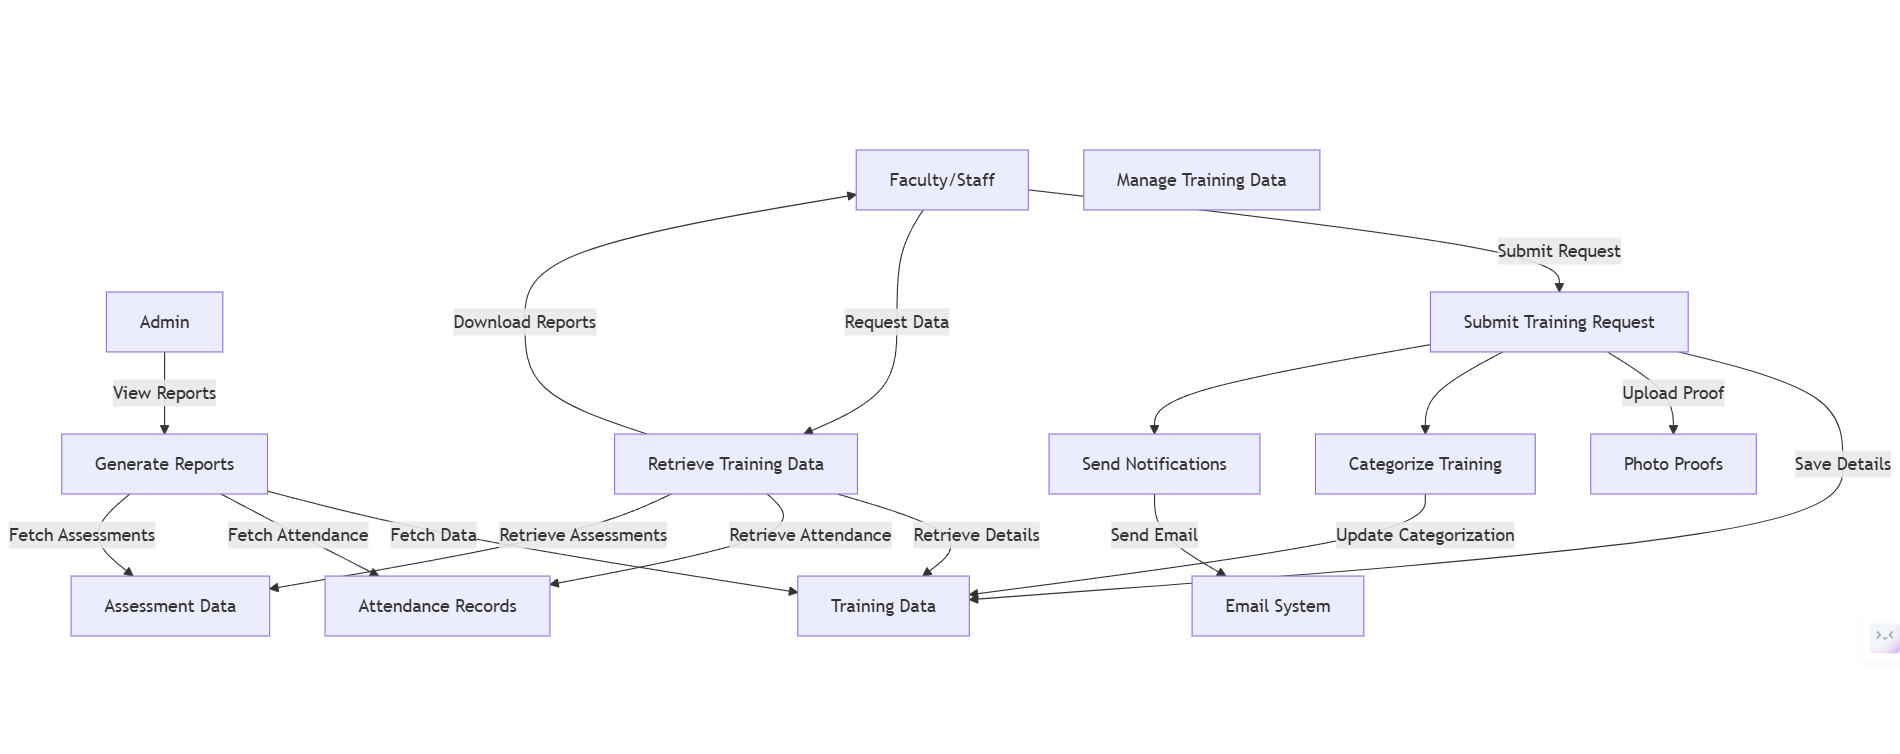 Faculty/Staff
Manage Training Data
Submit Request
Admin
Download Reports
Request Data
Submit Training Request
View Reports
Upload Proof
Generate Reports
Retrieve Training Data
Send Notifications
Categorize Training
Photo Proofs
Save Details
Fetch Assessments
Fetch Attendance
Fetch Data
Retrieve Assessments
Retrieve Attendance
Retrieve Details
Send Email
Update Categorization
Assessment Data
Attendance Records
Training Data
Email System